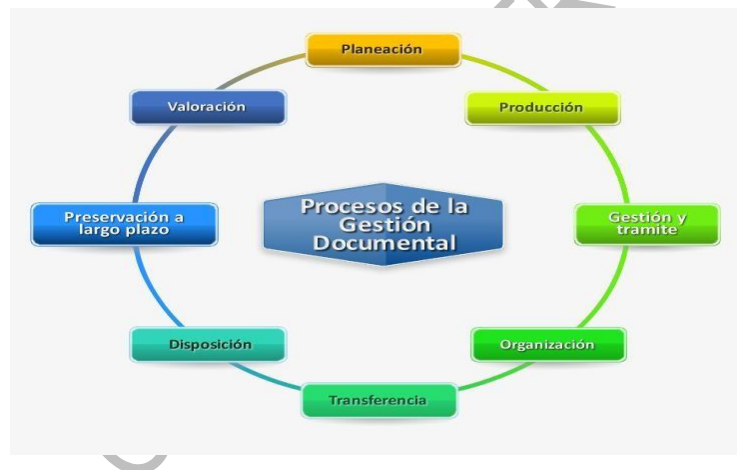 Planeación
Valoración
Producción
Procesos de la
Gestión
Documental
Preservación a
largo plazo
Gestión y
tramite
Disposición
Organización
Transferencia